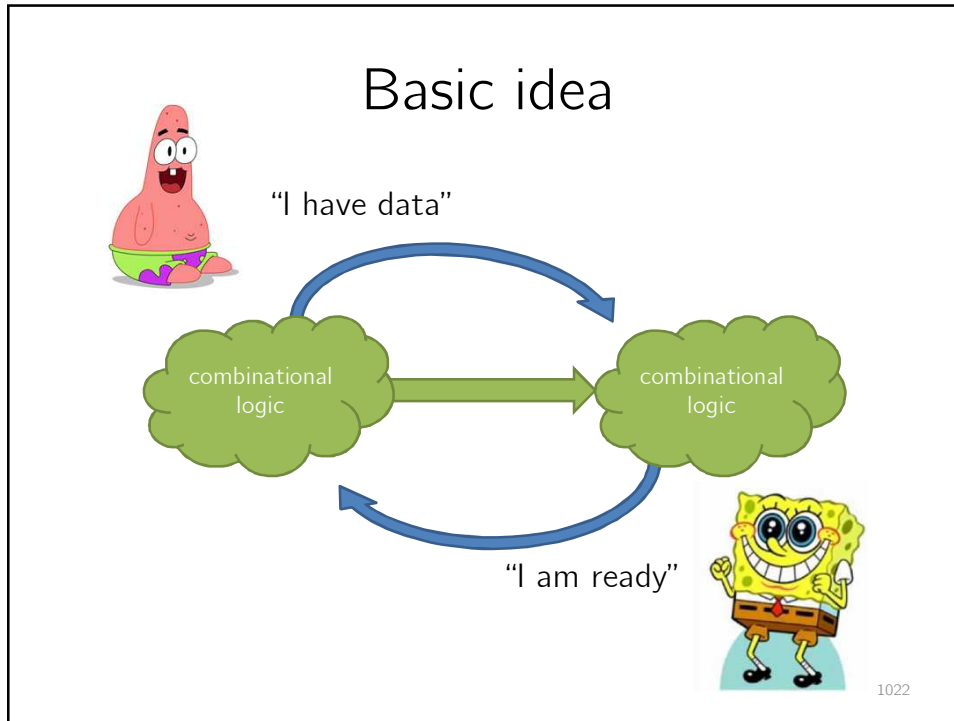 Basic idea
“I have data”
combinational
logic
combinational
logic
“I am ready”
1022